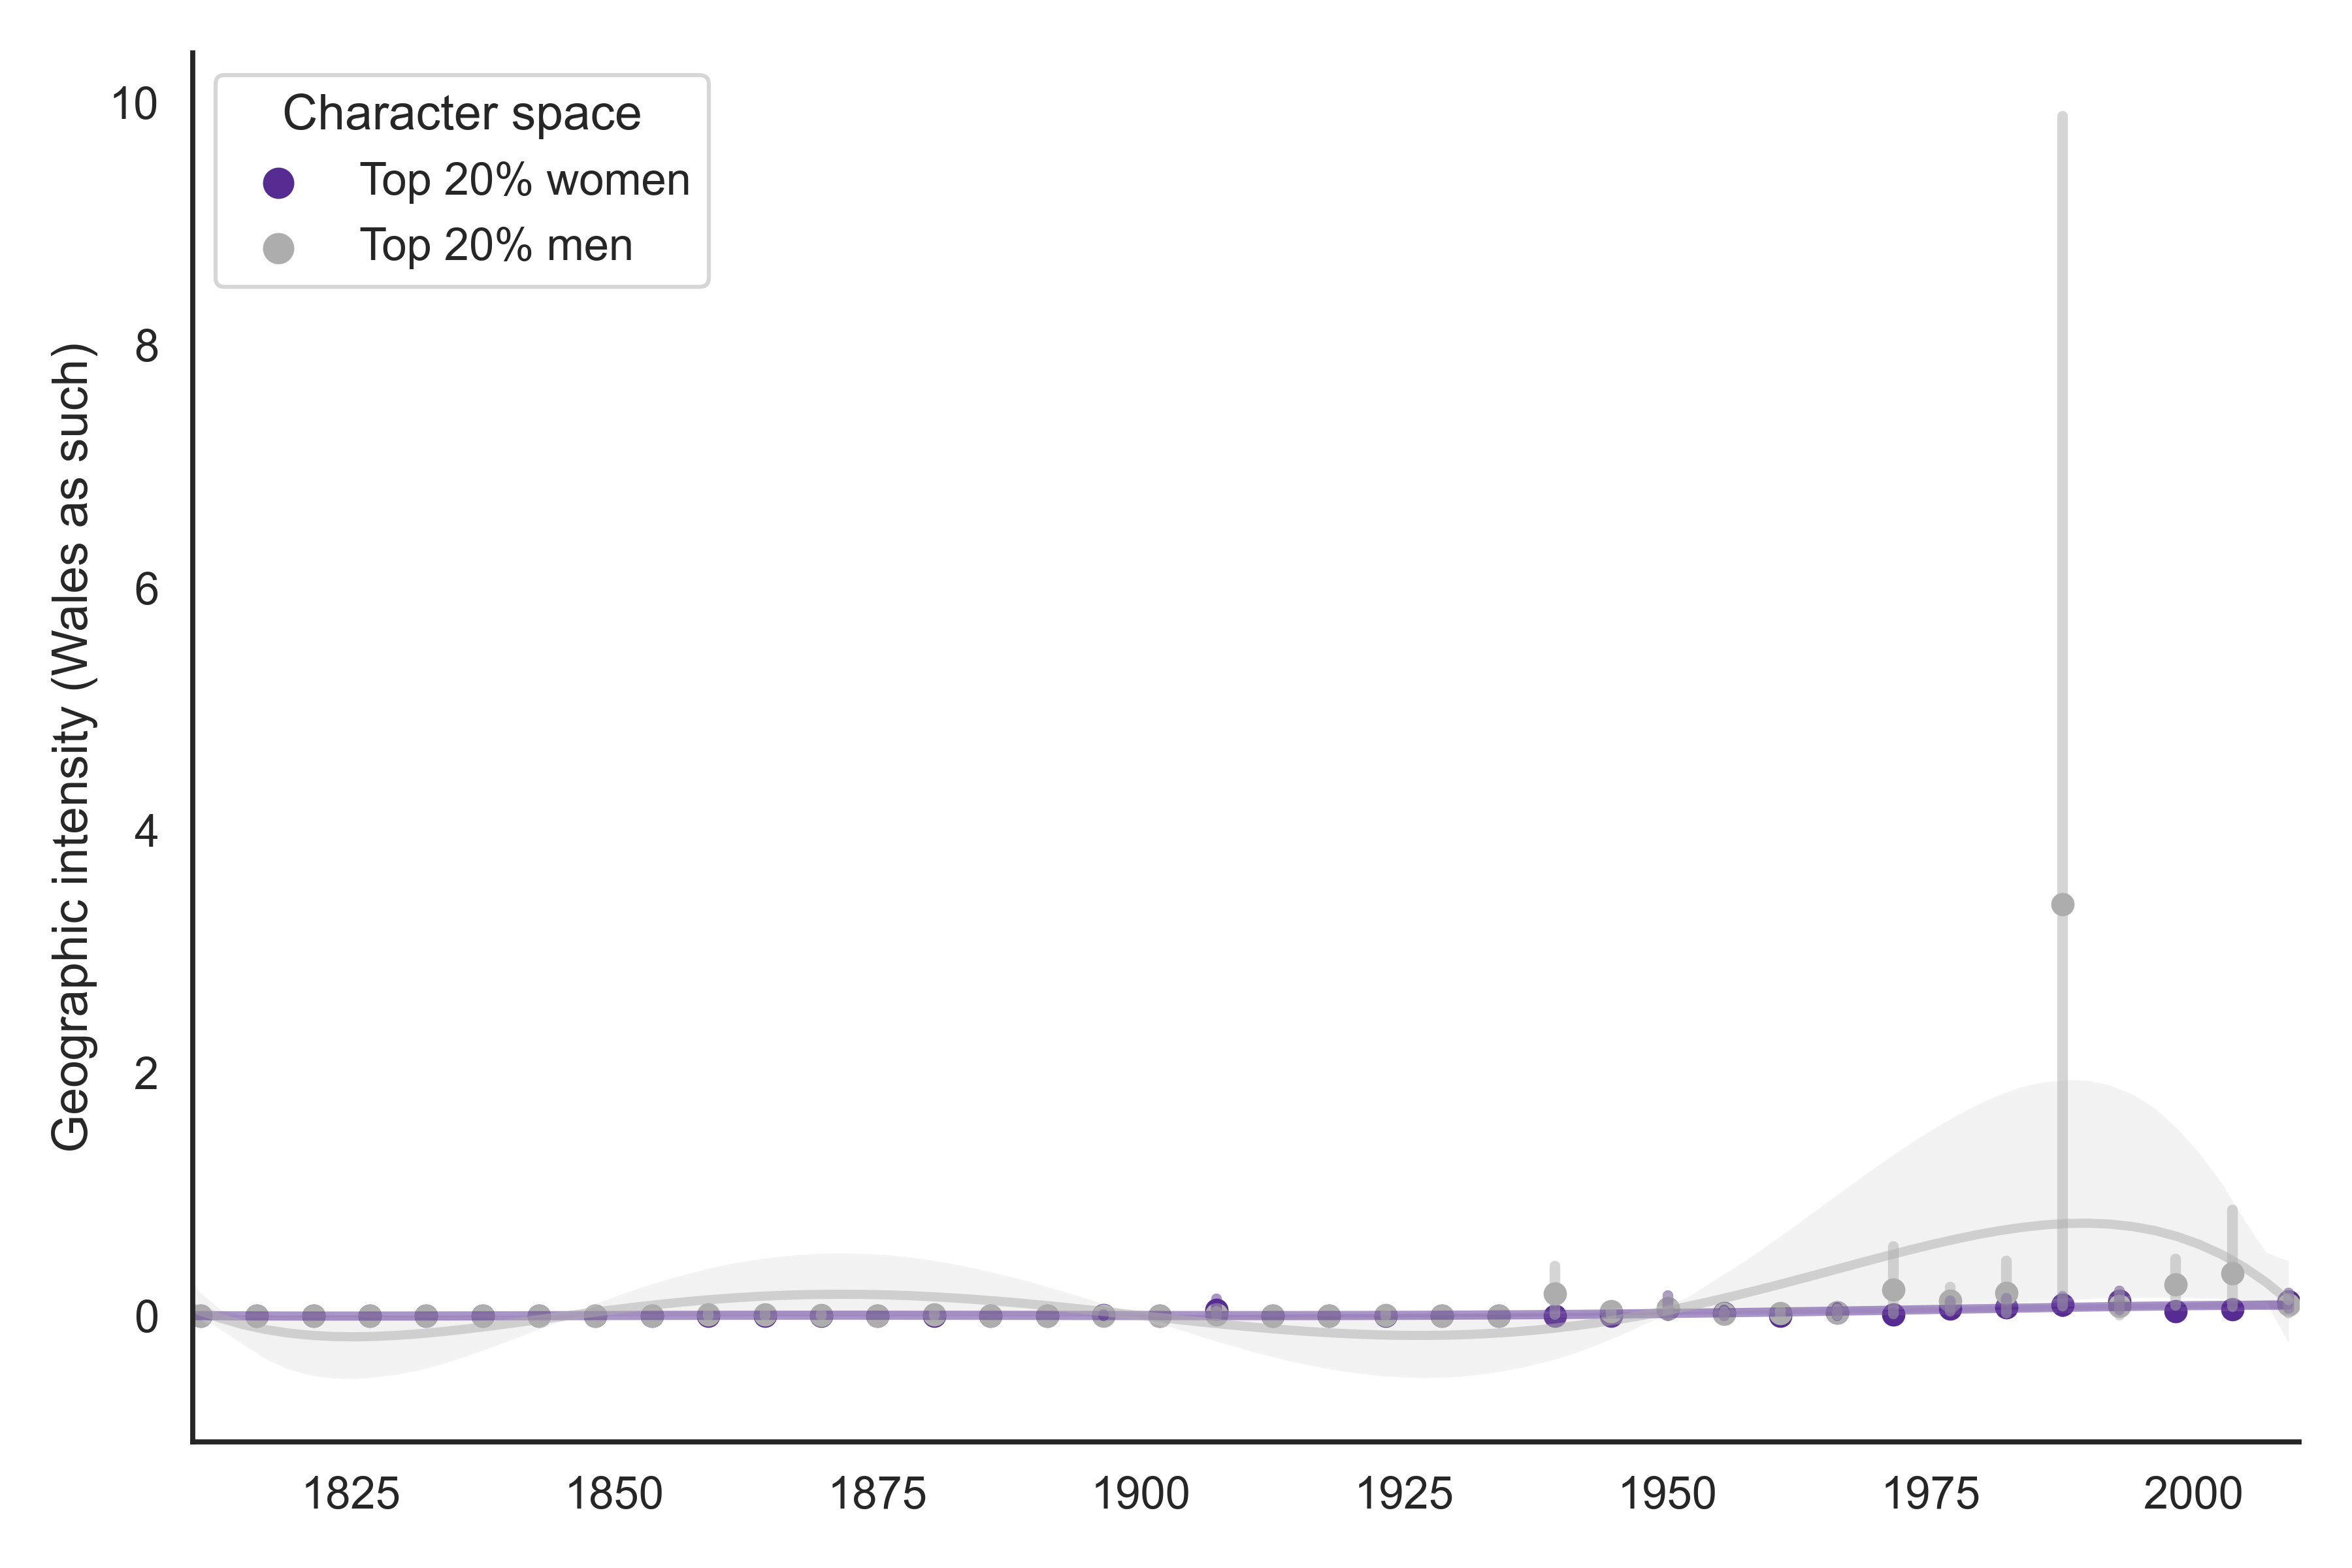 Character space
Top 20% women
Top 20% men
Geographic intensity (Wales as such)
10
8
6
4
2
0
1825 1850 1875 1900 1925 1950 1975 2000